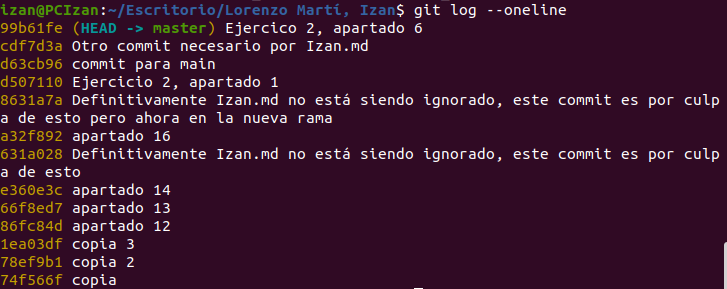 izan@PCIzan:~/Escritorio/Lorenzo Martí, Izan$ git log --oneline
99b61fe (HEAD -> master) Ejercico 2, apartado 6
cdf7d3a Otro commit necesario por Izan.md
d63cb96 commit para main
d507110 Ejercicio 2, apartado 1
8631a7a Definitivamente Izan.md no está siendo ignorado, este commit es por culp
a de esto pero ahora en la nueva rama
a32f892 apartado 16
631a028 Definitivamente Izan.md no está siendo ignorado, este commit es por culp
a de esto
e360e3c apartado 14
66f8ed7 apartado 13
86fc84d apartado 12
1ea03df copia 3
78ef9b1 copia 2
74f566f copia